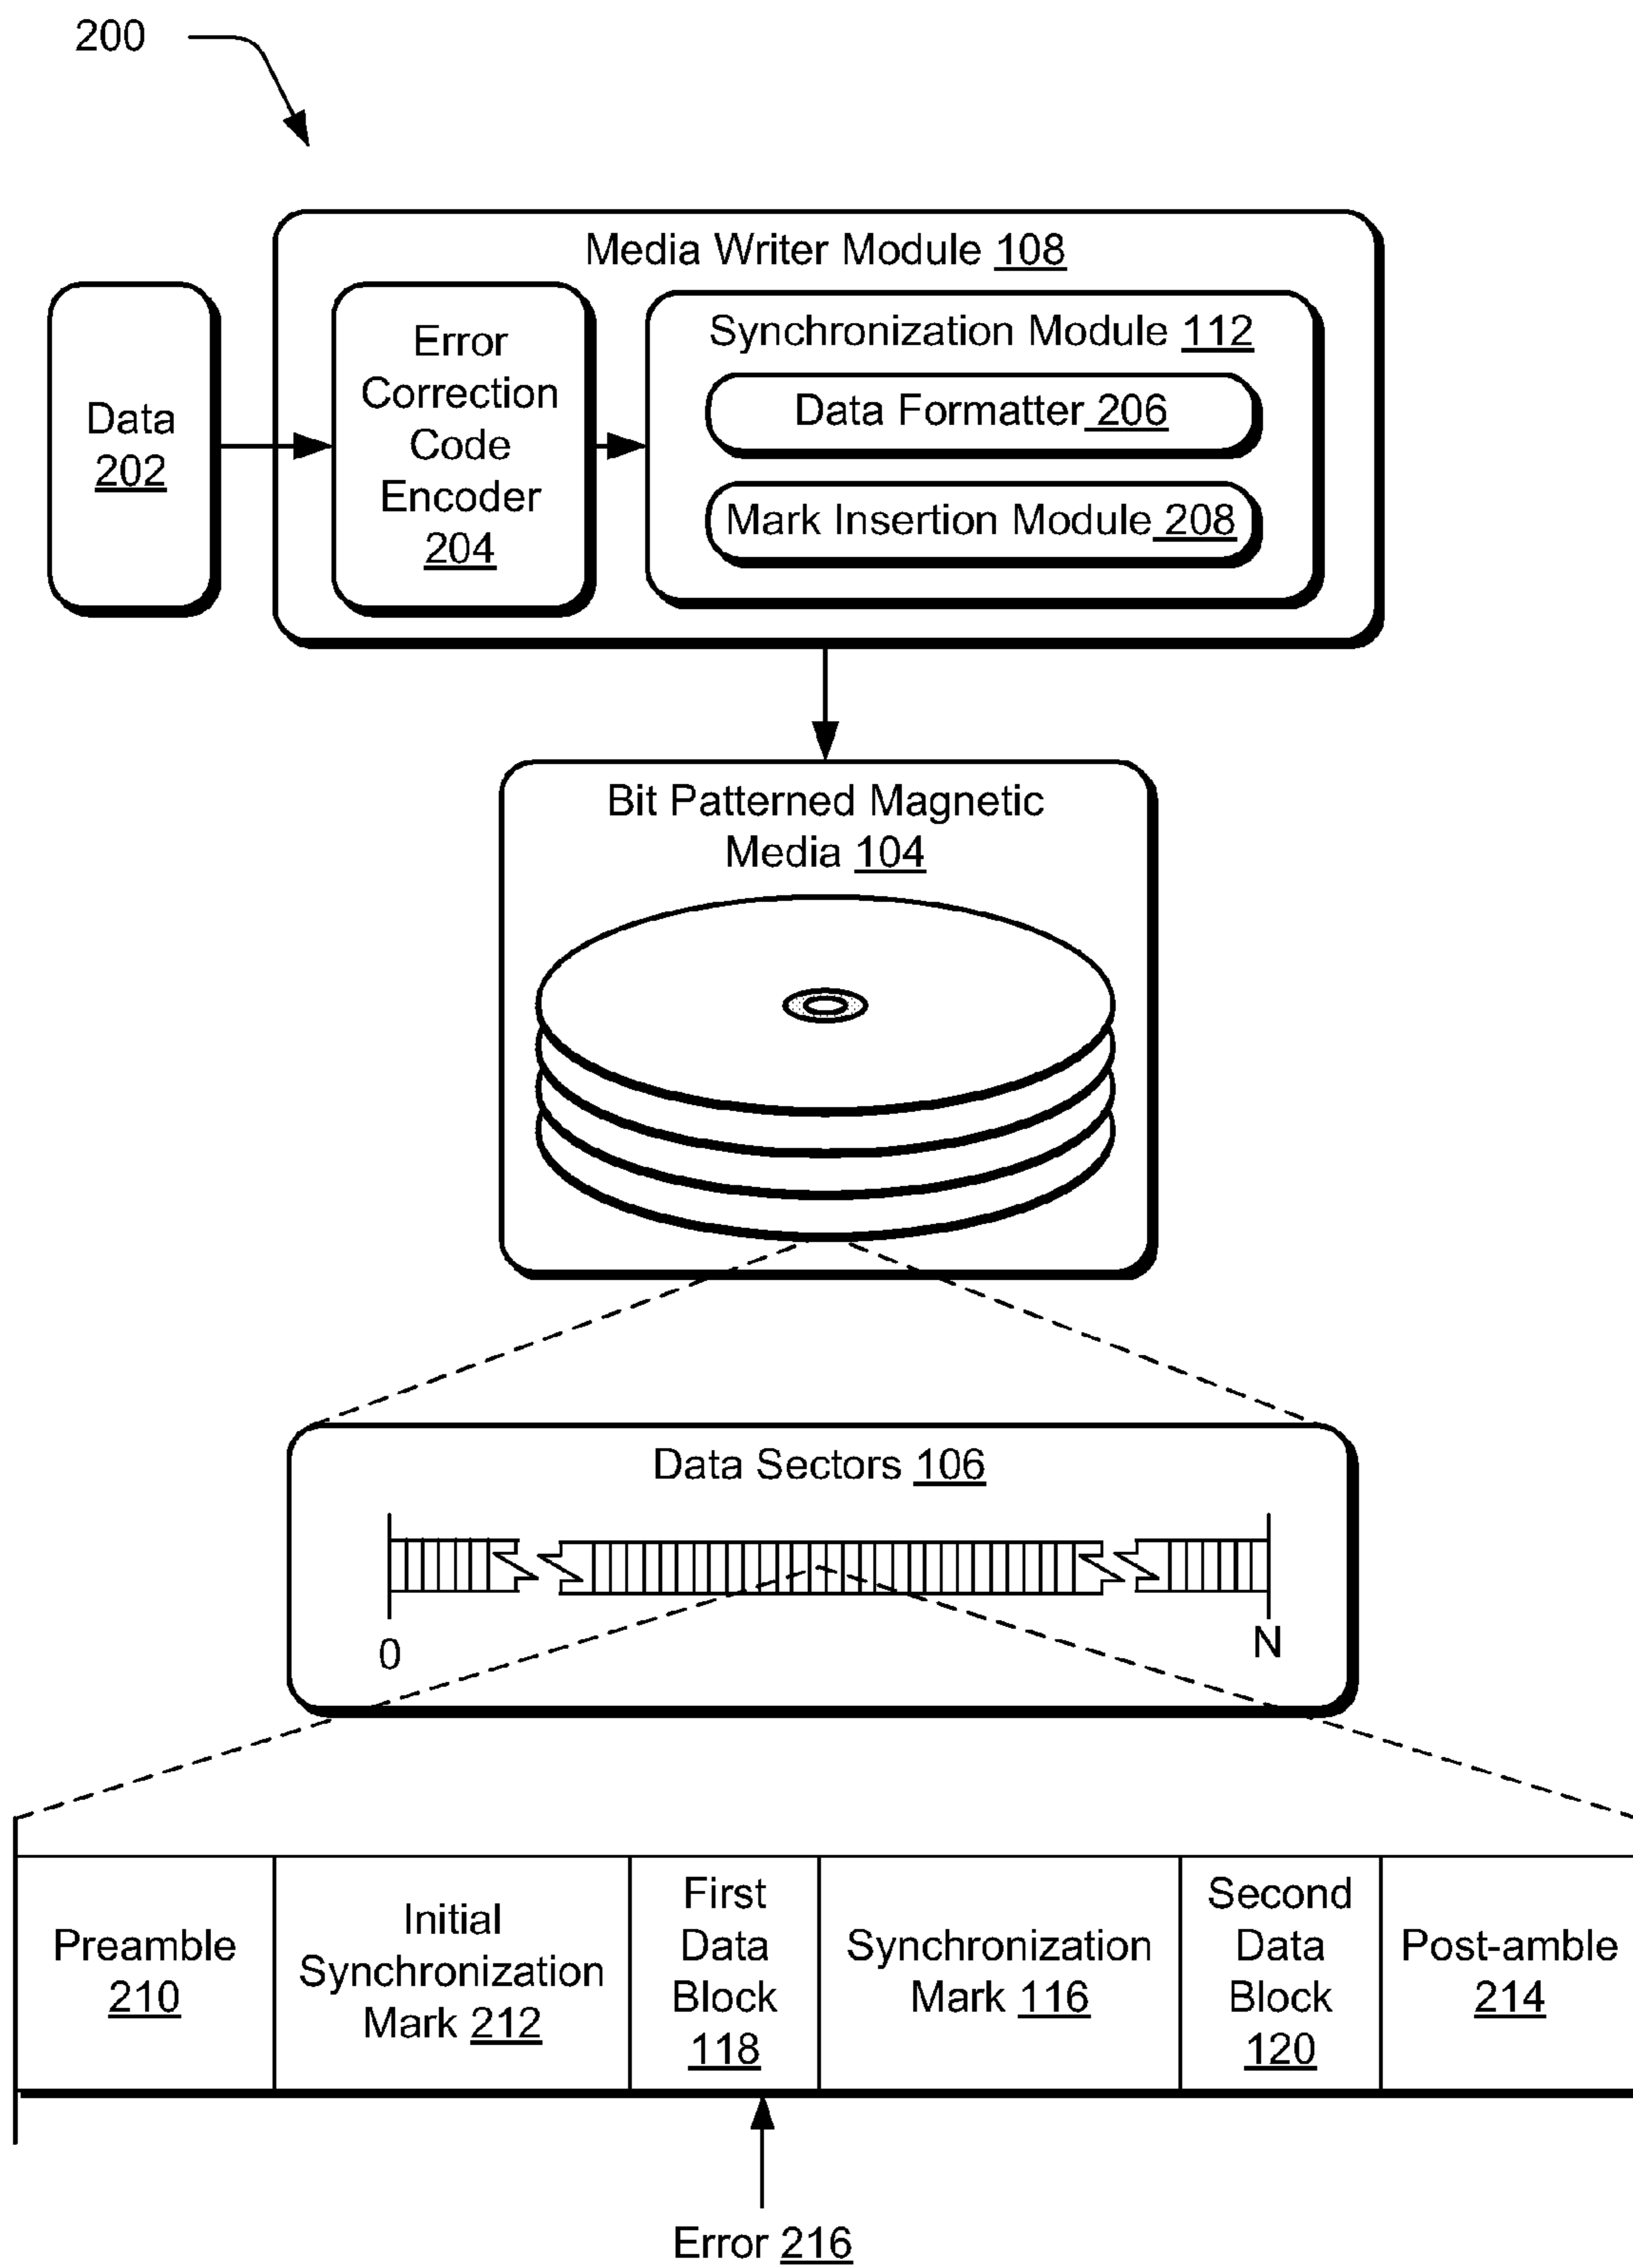 200
Media Writer Module 108
Data
202
Error
Correction
Code
Encoder
204
Synchronization Module 112
Data Formatter 206
Mark Insertion Module 208
Bit Patterned Magnetic
Media 104
Data Sectors 106
0
N
Preamble
210
Initial
Synchronization
Mark 212
First
Data
Block
118
Synchronization
Mark 116
Second
Data
Block
120
Post-amble
214
Error 216